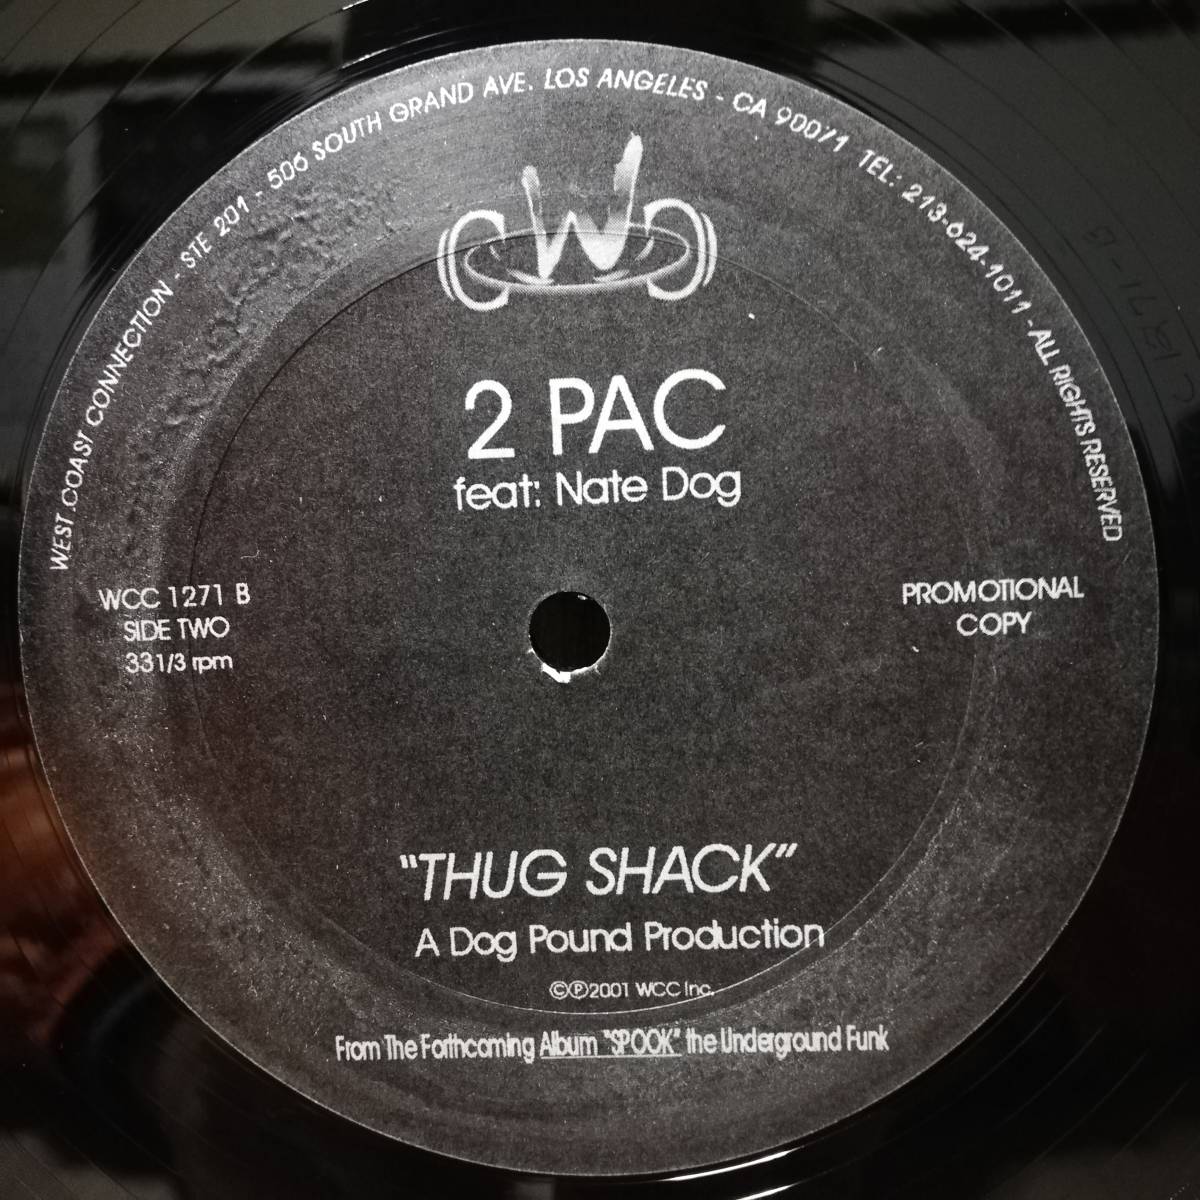 WEST COAST CONNECTION - STE 201 - 506 SOUTH GRAND AVE. LOS ANGELES - CA 90071 TEL: 213-624-1011 - ALL RIGHTS RESERVED
CWC
2 PAC
feat: Nate Dog
WCC 1271 B
SIDE TWO
331/3 rpm
PROMOTIONAL
COPY
"THUG SHACK"
A Dog Pound Production
©℗2001 WCC Inc.
From The Forthcoming Album "SPOOK" the Underground Funk